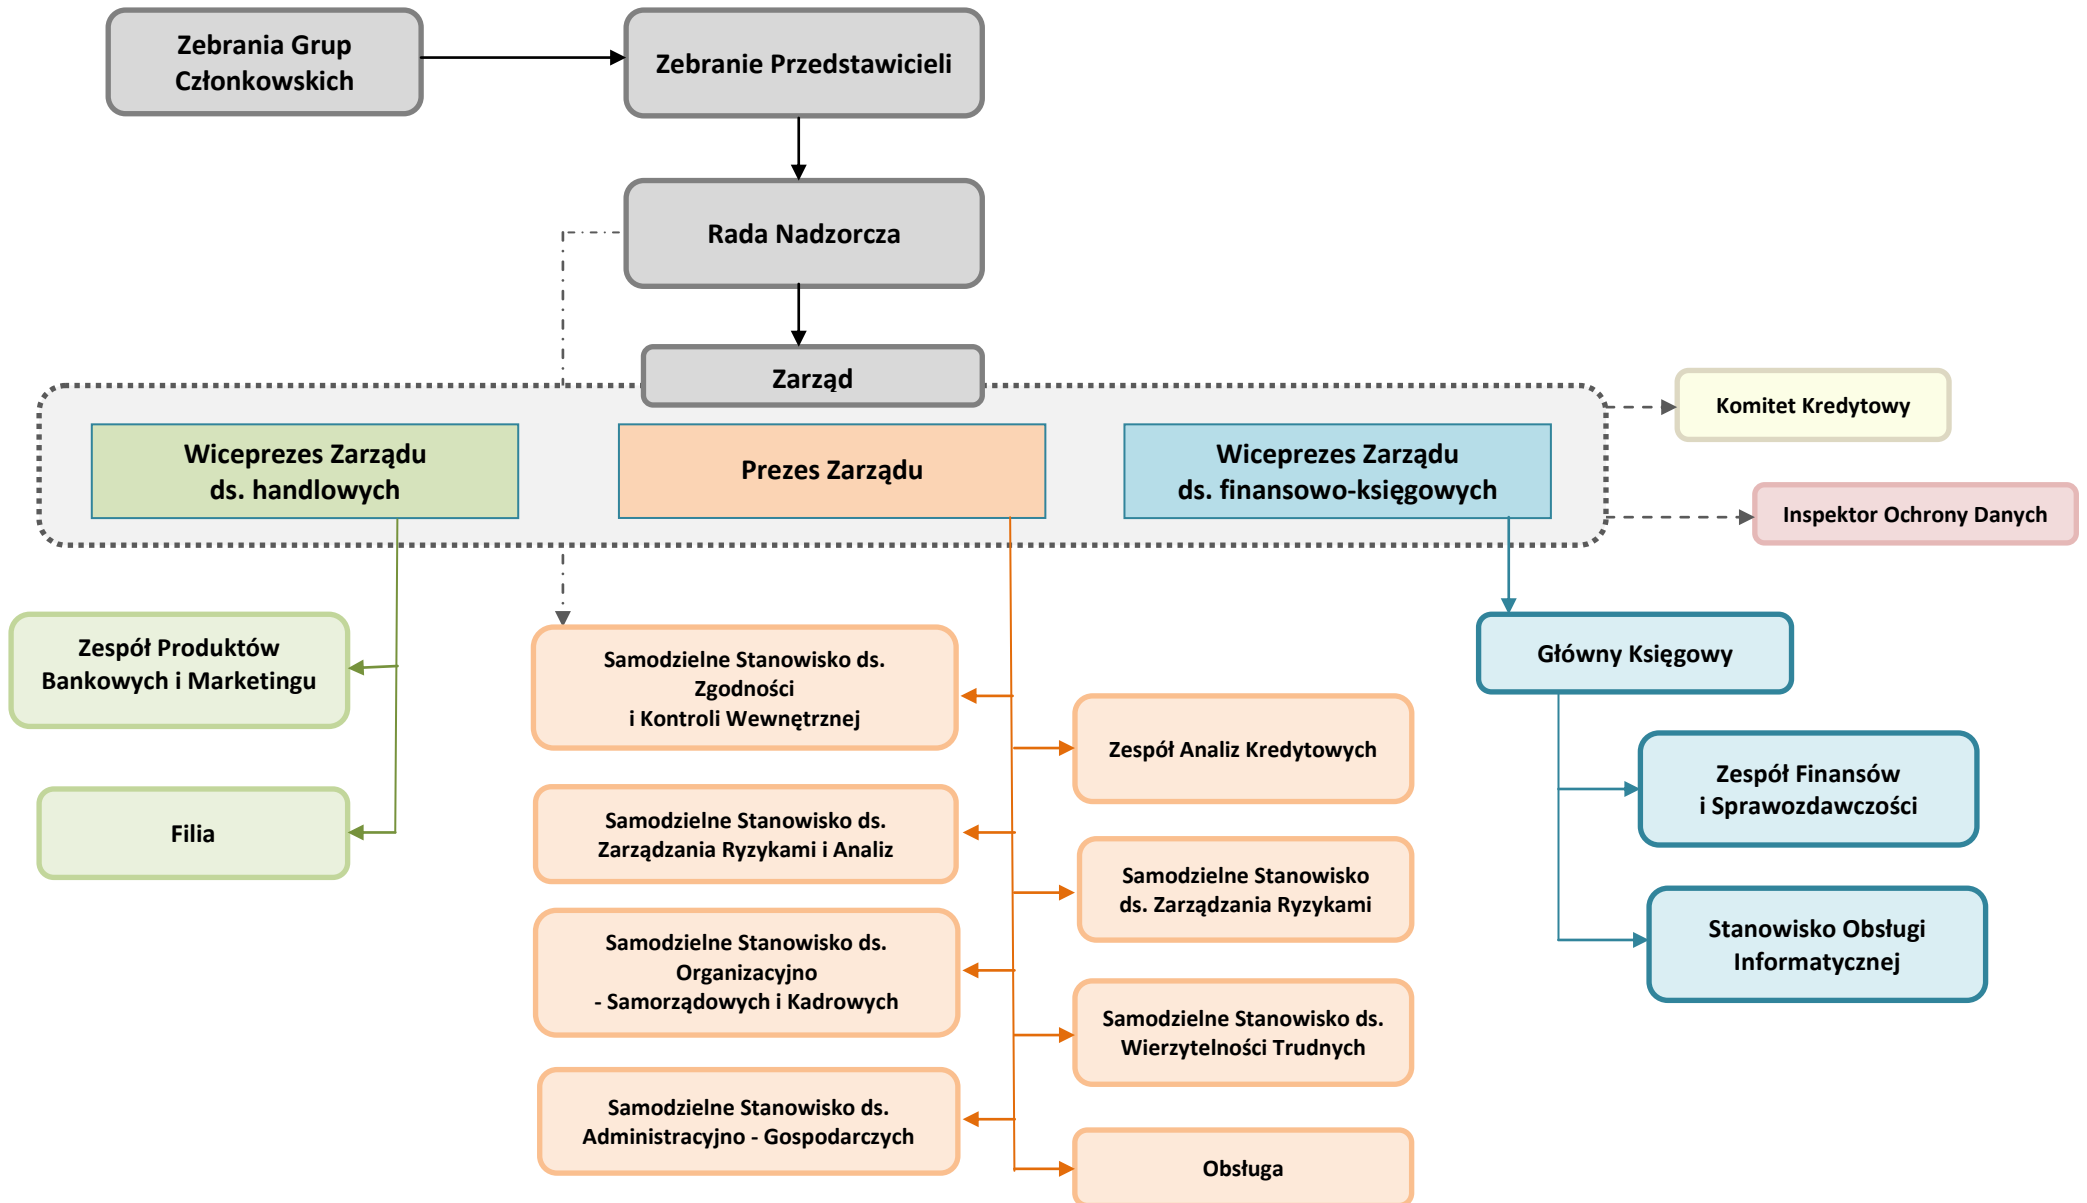 Zebrania Grup
Członkowskich
Zebranie Przedstawicieli
Rada Nadzorcza
Zarząd
Komitet Kredytowy
Wiceprezes Zarządu
ds. handlowych
Prezes Zarządu
Wiceprezes Zarządu
ds. finansowo-księgowych
Inspektor Ochrony Danych
Zespół Produktów
Bankowych i Marketingu
Filia
Samodzielne Stanowisko ds.
Zgodności
i Kontroli Wewnętrznej
Samodzielne Stanowisko ds.
Zarządzania Ryzykami i Analiz
Samodzielne Stanowisko ds.
Organizacyjno
- Samorządowych i Kadrowych
Samodzielne Stanowisko ds.
Administracyjno - Gospodarczych
Zespół Analiz Kredytowych
Samodzielne Stanowisko
ds. Zarządzania Ryzykami
Samodzielne Stanowisko ds.
Wierzytelności Trudnych
Obsługa
Główny Księgowy
Zespół Finansów
i Sprawozdawczości
Stanowisko Obsługi
Informatycznej